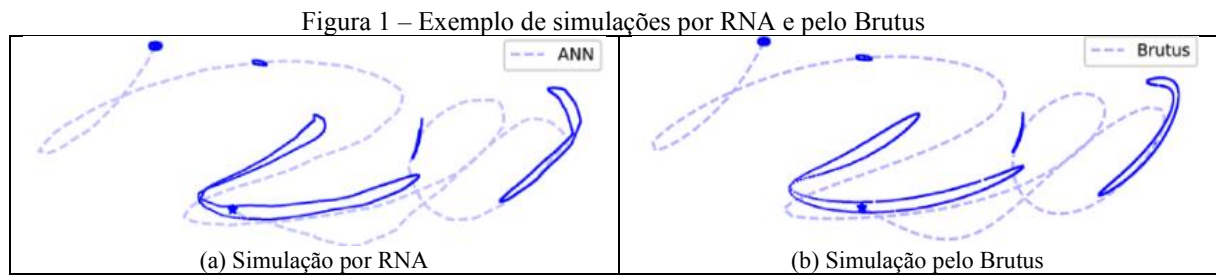 Figura 1 – Exemplo de simulações por RNA e pelo Brutus
ANN
Brutus
(a) Simulação por RNA
(b) Simulação pelo Brutus